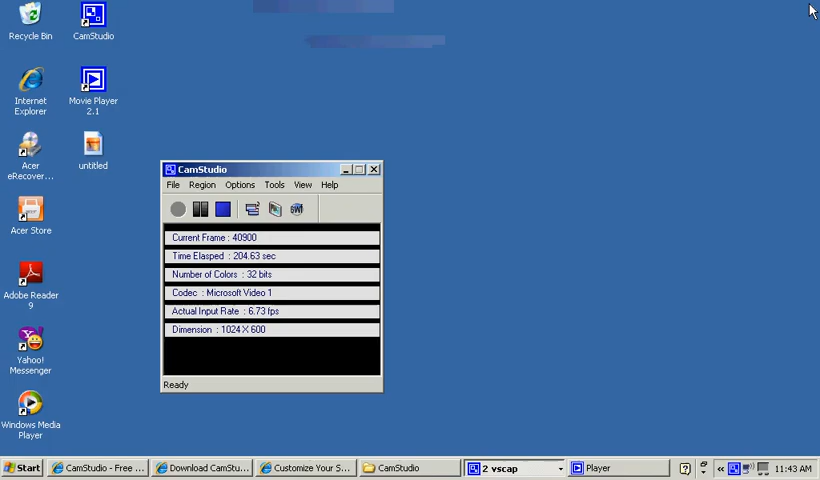 Recycle Bin
CamStudio
Internet
Explorer
Movie Player
2.1
Acer
eRecover...
untitled
Acer Store
Adobe Reader
9
Yahoo!
Messenger
Windows Media
Player
CamStudio
File Region Options Tools View Help
Current Frame : 40900
Time Elasped : 204.63 sec
Number of Colors : 32 bits
Codec : Microsoft Video 1
Actual Input Rate : 6.73 fps
Dimension : 1024 X 600
Ready
Start CamStudio - Free ... Download CamStu... Customize Your S... CamStudio 2 vscap Player 11:43 AM